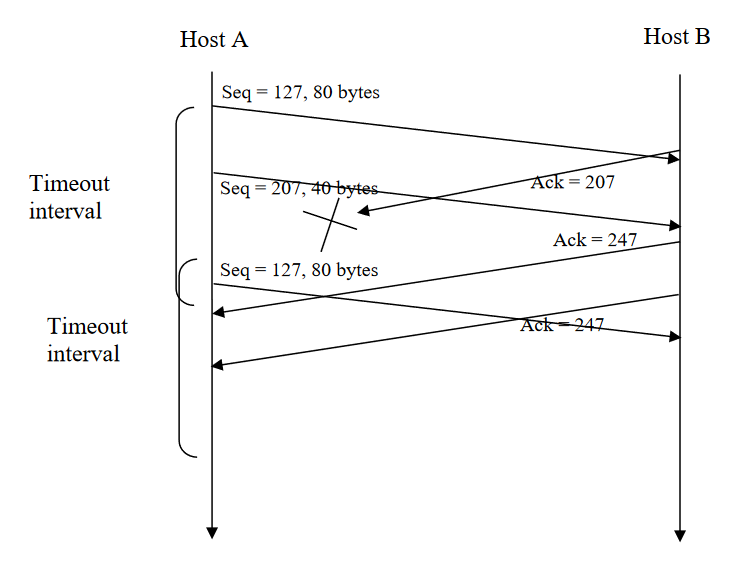 Host A
Host B
Seq = 127, 80 bytes
Timeout
interval
Seq = 207, 40 bytes
Ack = 207
Ack = 247
Seq = 127, 80 bytes
Timeout
interval
Ack = 247